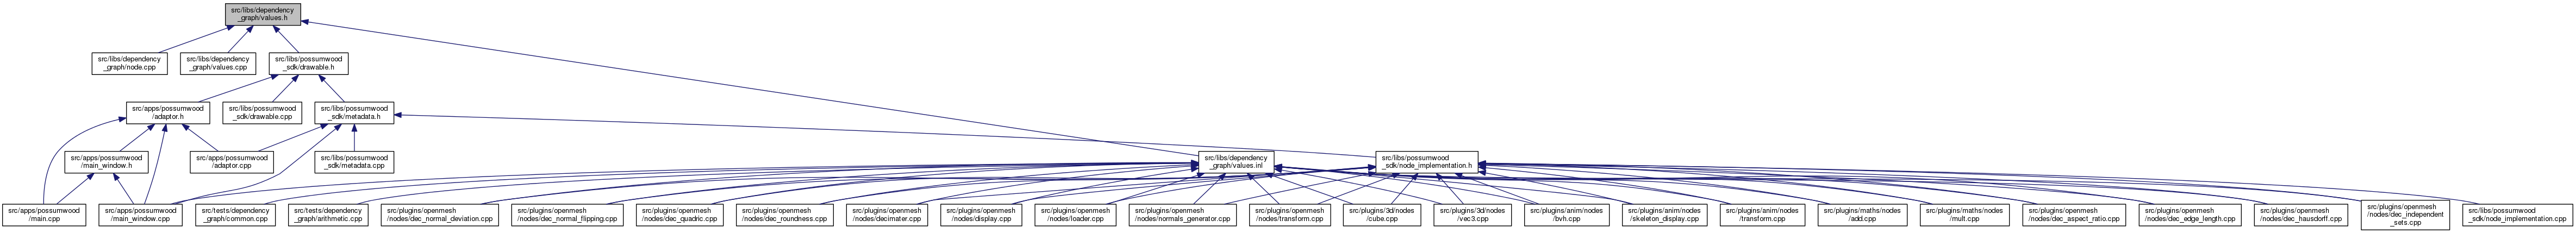 src/libs/dependency
_graph/values.h
src/libs/dependency
_graph/node.cpp
src/libs/dependency
_graph/values.cpp
src/libs/possumwood
_sdk/drawable.h
src/apps/possumwood
/adaptor.h
src/libs/possumwood
_sdk/drawable.cpp
src/libs/possumwood
_sdk/metadata.h
src/apps/possumwood
/main_window.h
src/apps/possumwood
/adaptor.cpp
src/libs/possumwood
_sdk/metadata.cpp
src/libs/dependency
_graph/values.inl
src/libs/possumwood
_sdk/node_implementation.h
src/apps/possumwood
/main.cpp
src/apps/possumwood
/main_window.cpp
src/tests/dependency
_graph/common.cpp
src/tests/dependency
_graph/arithmetic.cpp
src/plugins/openmesh
/nodes/dec_normal_deviation.cpp
src/plugins/openmesh
/nodes/dec_normal_flipping.cpp
src/plugins/openmesh
/nodes/dec_quadric.cpp
src/plugins/openmesh
/nodes/dec_roundness.cpp
src/plugins/openmesh
/nodes/decimater.cpp
src/plugins/openmesh
/nodes/display.cpp
src/plugins/openmesh
/nodes/loader.cpp
src/plugins/openmesh
/nodes/normals_generator.cpp
src/plugins/openmesh
/nodes/transform.cpp
src/plugins/3d/nodes
/cube.cpp
src/plugins/3d/nodes
/vec3.cpp
src/plugins/anim/nodes
/bvh.cpp
src/plugins/anim/nodes
/skeleton_display.cpp
src/plugins/anim/nodes
/transform.cpp
src/plugins/maths/nodes
/add.cpp
src/plugins/maths/nodes
/mult.cpp
src/plugins/openmesh
/nodes/dec_aspect_ratio.cpp
src/plugins/openmesh
/nodes/dec_edge_length.cpp
src/plugins/openmesh
/nodes/dec_hausdorff.cpp
src/plugins/openmesh
/nodes/dec_independent
_sets.cpp
src/libs/possumwood
_sdk/node_implementation.cpp